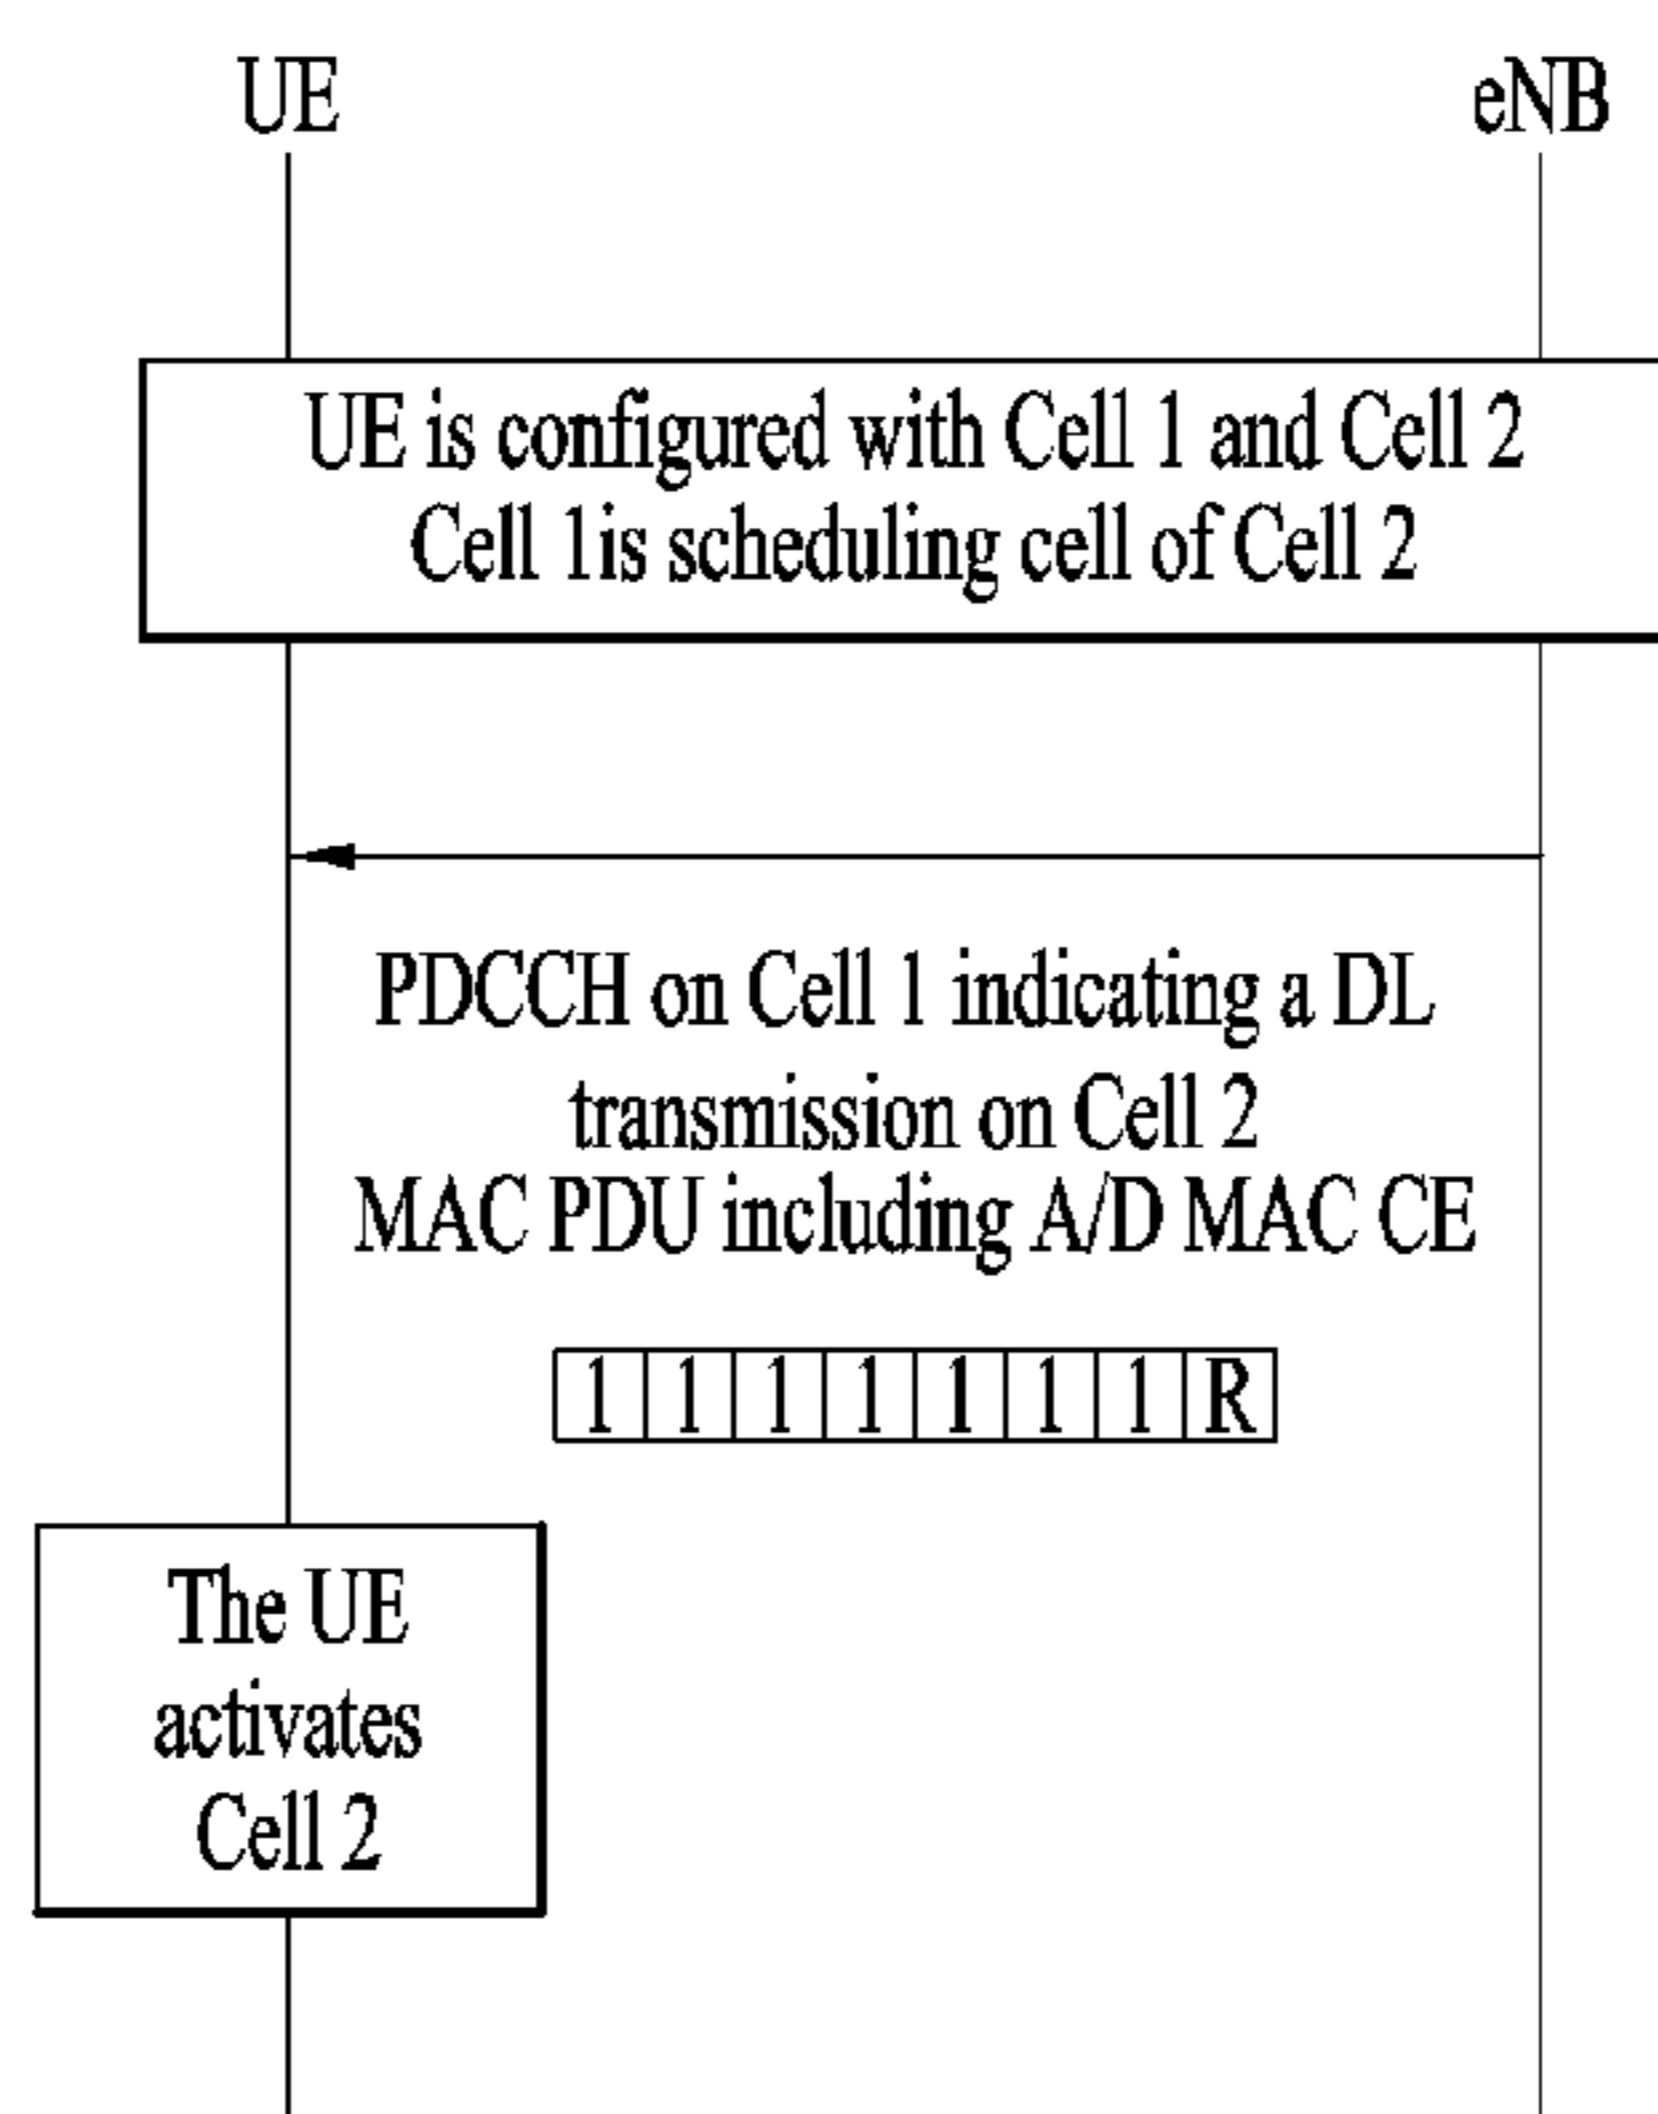 UE eNB
UE is configured with Cell 1 and Cell 2
Cell 1is scheduling cell of Cell 2
PDCCH on Cell 1 indicating a DL
transmission on Cell 2
MAC PDU including A/D MAC CE
1 1 1 1 1 1 1 R
The UE
activates
Cell 2